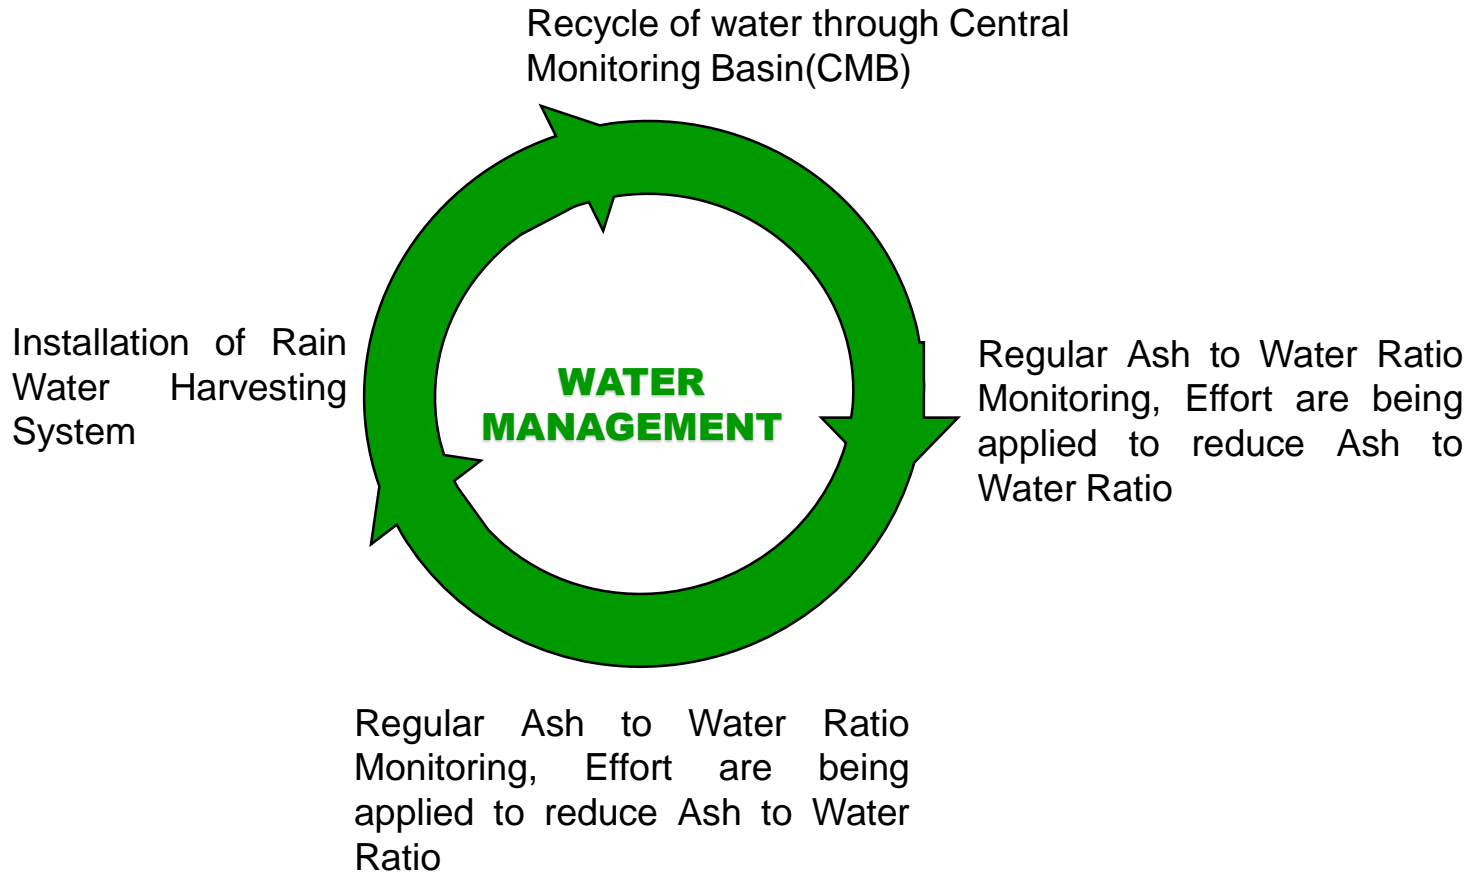 Recycle of water through Central
Monitoring Basin(CMB)
Installation of Rain
Water Harvesting
System
WATER
MANAGEMENT
Regular Ash to Water Ratio
Monitoring, Effort are being
applied to reduce Ash to
Water Ratio
Regular Ash to Water Ratio
Monitoring, Effort are being
applied to reduce Ash to Water
Ratio